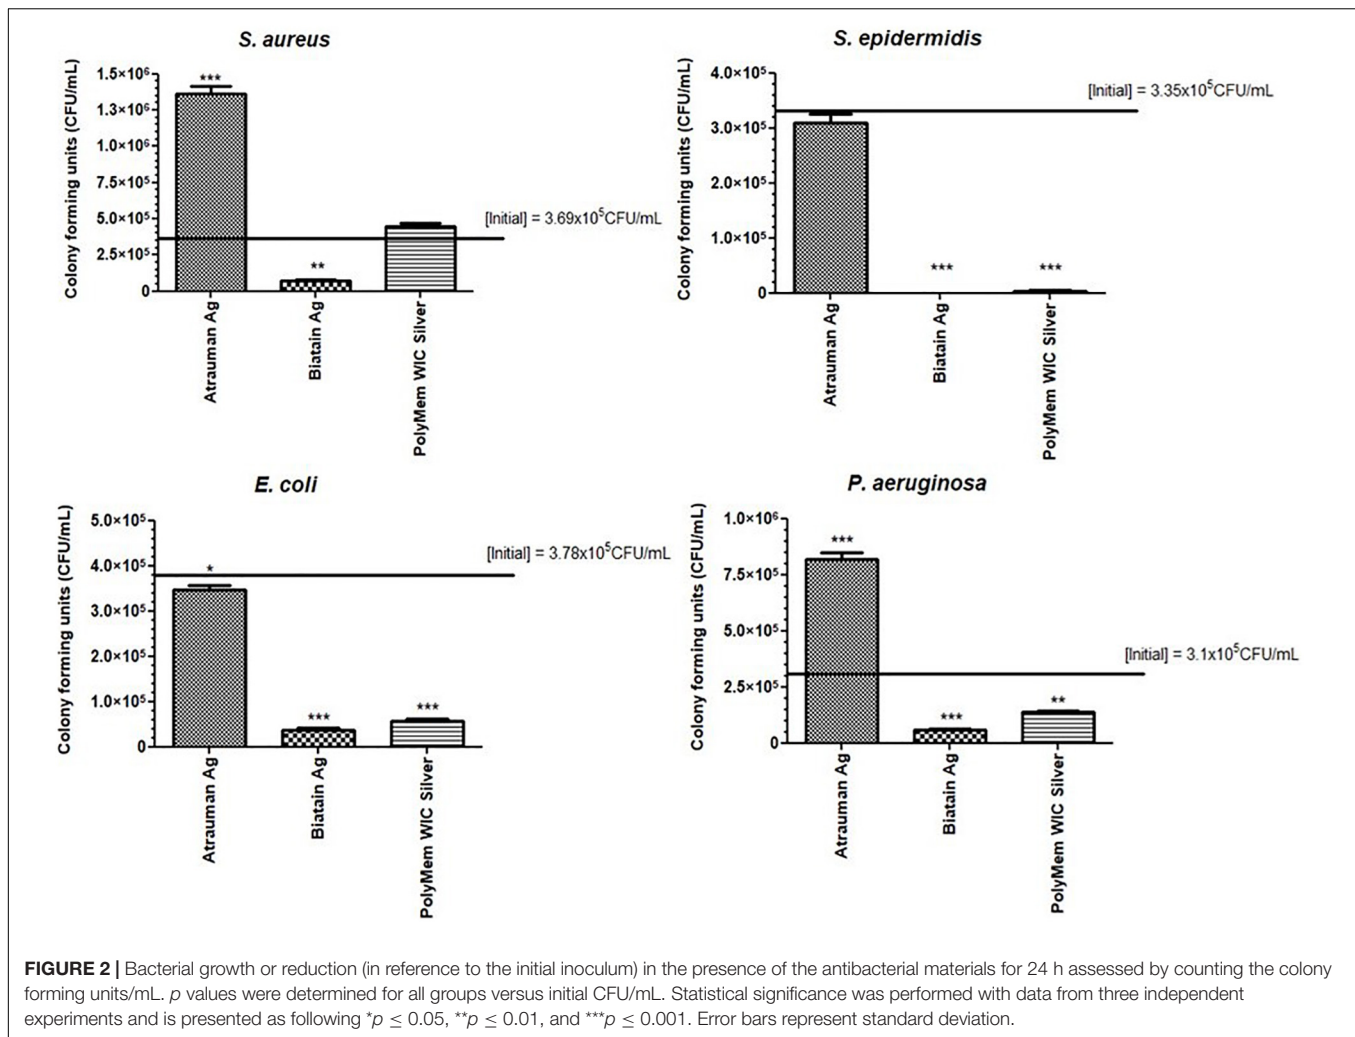 S. aureus
Colony forming units (CFU/mL)
1.5×10⁶
1.3×10⁶
1.0×10⁶
7.5×10⁵
5.0×10⁵
2.5×10⁵
0
***
**
[Initial] = 3.69x10⁵CFU/mL
Atrauman Ag
Biatain Ag
PolyMem WIC Silver
S. epidermidis
Colony forming units (CFU/mL)
4.0×10⁵
3.0×10⁵
2.0×10⁵
1.0×10⁵
0
[Initial] = 3.35x10⁵CFU/mL
***
***
Atrauman Ag
Biatain Ag
PolyMem WIC Silver
E. coli
Colony forming units (CFU/mL)
5.0×10⁵
4.0×10⁵
3.0×10⁵
2.0×10⁵
1.0×10⁵
0
[Initial] = 3.78x10⁵CFU/mL
*
***
***
Atrauman Ag
Biatain Ag
PolyMem WIC Silver
P. aeruginosa
Colony forming units (CFU/mL)
1.0×10⁶
7.5×10⁵
5.0×10⁵
2.5×10⁵
0
***
[Initial] = 3.1x10⁵CFU/mL
***
**
Atrauman Ag
Biatain Ag
PolyMem WIC Silver
FIGURE 2 | Bacterial growth or reduction (in reference to the initial inoculum) in the presence of the antibacterial materials for 24 h assessed by counting the colony
forming units/mL. p values were determined for all groups versus initial CFU/mL. Statistical significance was performed with data from three independent
experiments and is presented as following *p ≤ 0.05, **p ≤ 0.01, and ***p ≤ 0.001. Error bars represent standard deviation.